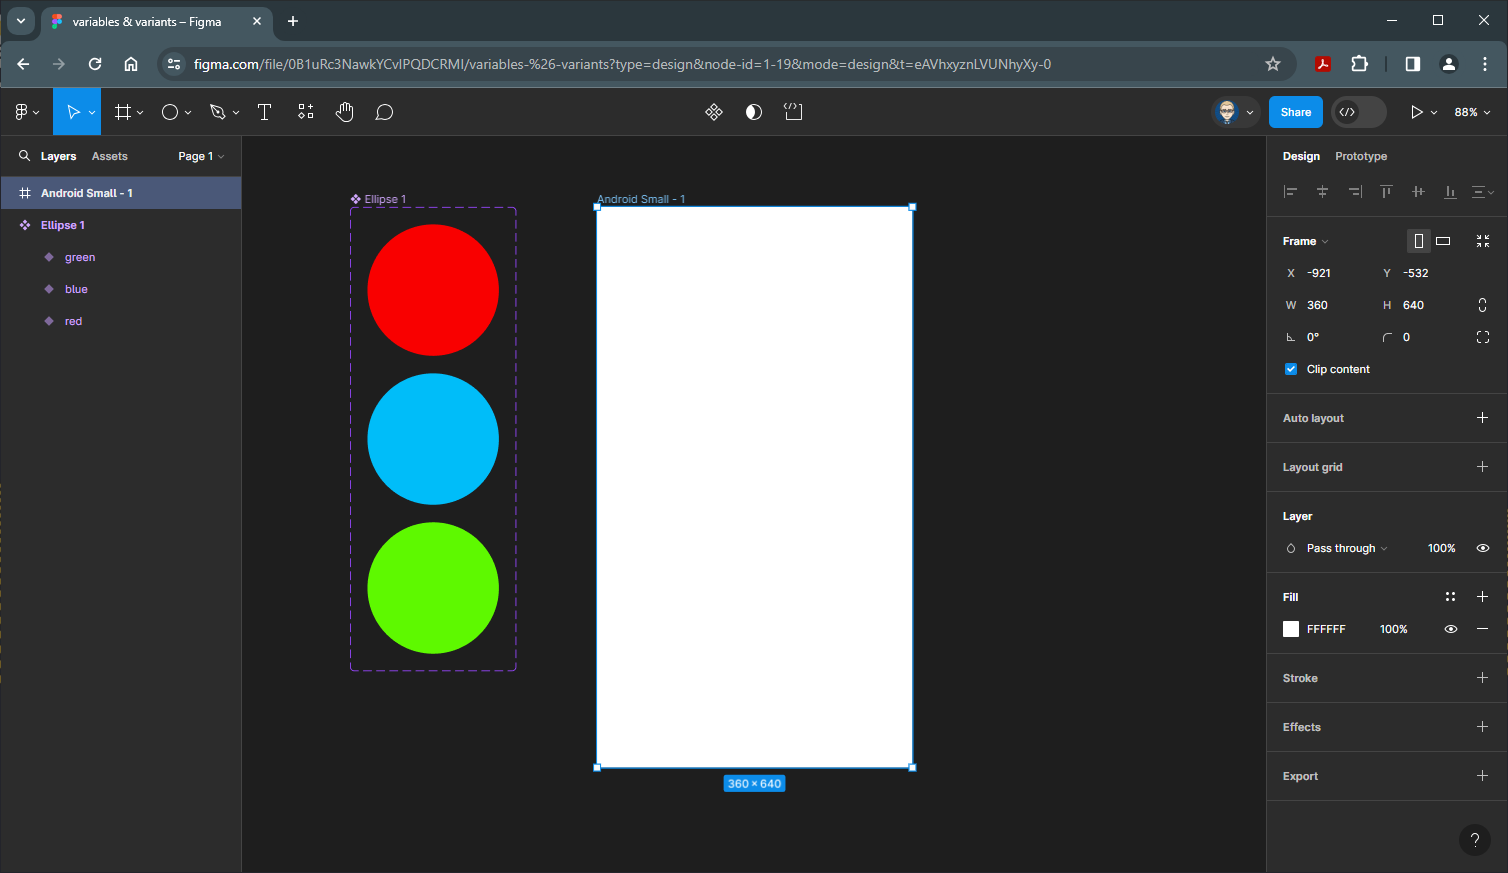 variables & variants – Figma
figma.com/file/0B1uRc3NawkYCvlPQDCRMI/variables-%26-variants?type=design&node-id=1-19&mode=design&t=eAVhxyznLVUNhyXy-0
Share
88%
Layers
Assets
Page 1
Android Small - 1
Ellipse 1
green
blue
red
Ellipse 1
Android Small - 1
360 × 640
Design
Prototype
Frame
X -921 Y -532
W 360 H 640
0° 0
Clip content
Auto layout
Layout grid
Layer
Pass through 100%
Fill
FFFFFF 100%
Stroke
Effects
Export
?